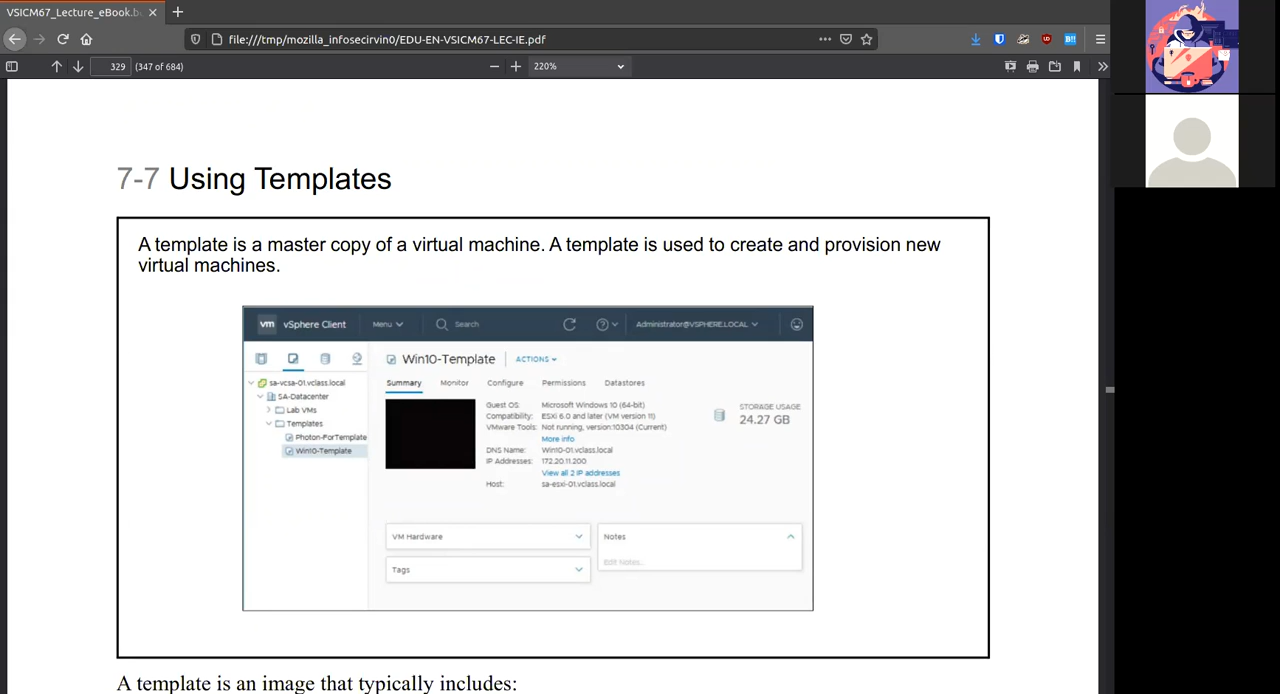 VSICM67_Lecture_eBook.b
file:///tmp/mozilla_infosecirvin0/EDU-EN-VSICM67-LEC-IE.pdf
329 (347 of 684)
220%
7-7 Using Templates
A template is a master copy of a virtual machine. A template is used to create and provision new
virtual machines.
vm vSphere Client Menu Search Administrator@VSPHERE.LOCAL
Win10-Template ACTIONS
Summary Monitor Configure Permissions Datastores
sa-vcsa-01.vclass.local
SA-Datacenter
Lab VMs
Templates
Photon-ForTemplate
Win10-Template
Guest OS: Microsoft Windows 10 (64-bit)
Compatibility: ESXi 6.0 and later (VM version 11)
VMware Tools: Not running, version:10304 (Current)
More info
DNS Name: Win10-01.vclass.local
IP Addresses: 172.20.11.200
View all 2 IP addresses
Host: sa-esxi-01.vclass.local
STORAGE USAGE
24.27 GB
VM Hardware
Tags
Notes
Edit Notes...
A template is an image that typically includes: